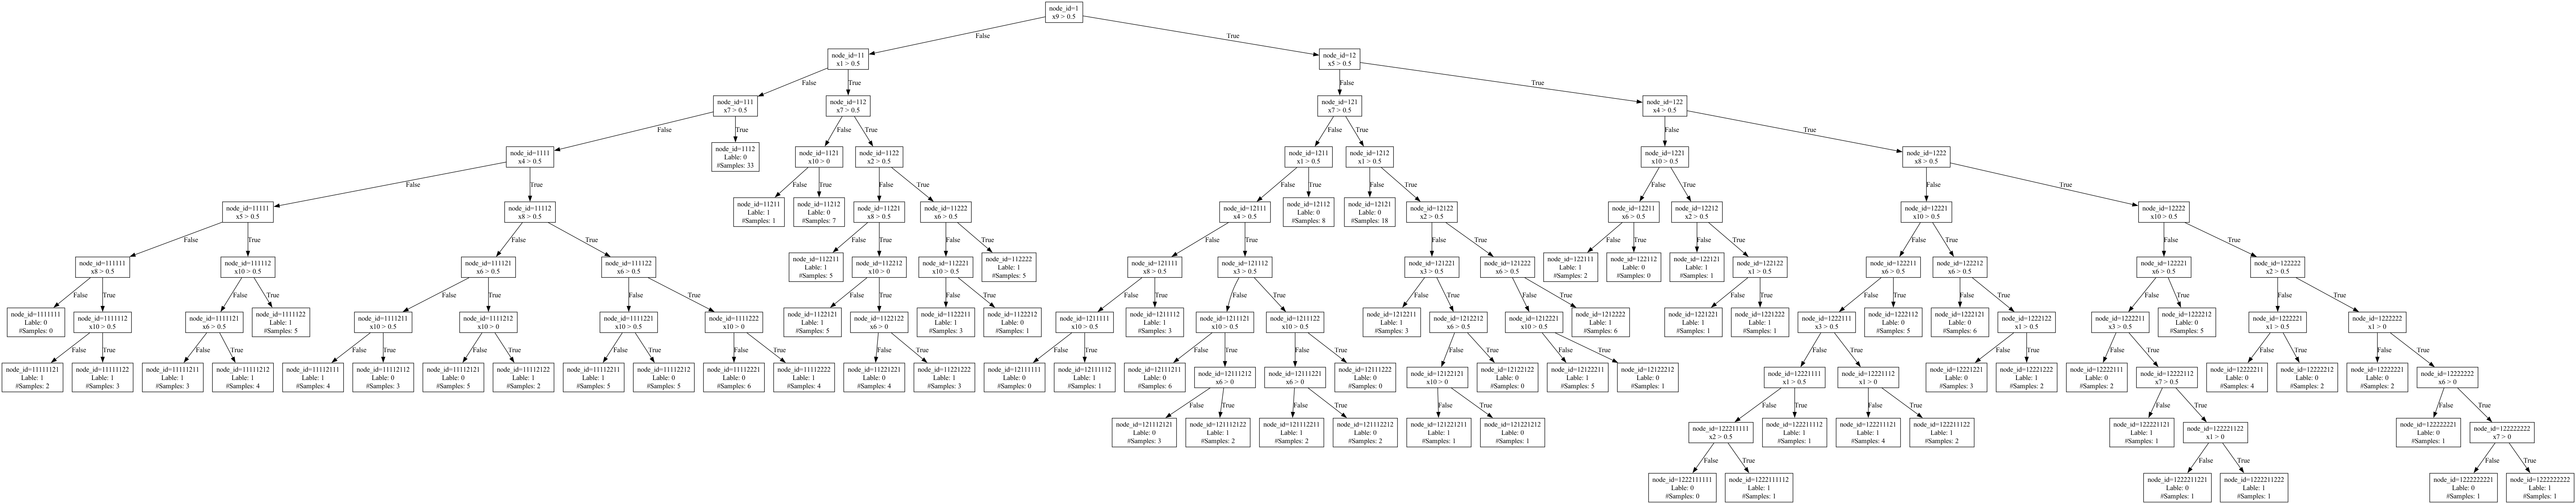 node_id=1
x9 > 0.5
False
True
node_id=11
x1 > 0.5
node_id=12
x5 > 0.5
False
True
False
True
node_id=111
x7 > 0.5
node_id=112
x7 > 0.5
node_id=121
x7 > 0.5
node_id=122
x4 > 0.5
False
True
False
True
False
True
False
True
node_id=1111
x4 > 0.5
node_id=1112
Lable: 0
#Samples: 33
node_id=1121
x10 > 0
node_id=1122
x2 > 0.5
node_id=1211
x1 > 0.5
node_id=1212
x1 > 0.5
node_id=1221
x10 > 0.5
node_id=1222
x8 > 0.5
False
True
False
True
False
True
False
True
False
True
False
True
False
True
node_id=11111
x5 > 0.5
node_id=11112
x8 > 0.5
node_id=11211
Lable: 1
#Samples: 1
node_id=11212
Lable: 0
#Samples: 7
node_id=11221
x8 > 0.5
node_id=11222
x6 > 0.5
node_id=12111
x4 > 0.5
node_id=12112
Lable: 0
#Samples: 8
node_id=12121
Lable: 0
#Samples: 18
node_id=12122
x2 > 0.5
node_id=12211
x6 > 0.5
node_id=12212
x2 > 0.5
node_id=12221
x10 > 0.5
node_id=12222
x10 > 0.5
False
True
False
True
False
True
False
True
False
True
False
True
False
True
False
True
False
True
False
True
node_id=111111
x8 > 0.5
node_id=111112
x10 > 0.5
node_id=111121
x6 > 0.5
node_id=111122
x6 > 0.5
node_id=112211
Lable: 1
#Samples: 5
node_id=112212
x10 > 0
node_id=112221
x10 > 0.5
node_id=112222
Lable: 1
#Samples: 5
node_id=121111
x8 > 0.5
node_id=121112
x3 > 0.5
node_id=121221
x3 > 0.5
node_id=121222
x6 > 0.5
node_id=122111
Lable: 1
#Samples: 2
node_id=122112
Lable: 0
#Samples: 0
node_id=122121
Lable: 1
#Samples: 1
node_id=122122
x1 > 0.5
node_id=122211
x6 > 0.5
node_id=122212
x6 > 0.5
node_id=122221
x6 > 0.5
node_id=122222
x2 > 0.5
False
True
False
True
False
True
False
True
False
True
False
True
False
True
False
True
False
True
False
True
False
True
False
True
False
True
False
True
False
True
node_id=1111111
Lable: 0
#Samples: 0
node_id=1111112
x10 > 0.5
node_id=1111121
x6 > 0.5
node_id=1111122
Lable: 1
#Samples: 5
node_id=1111211
x10 > 0.5
node_id=1111212
x10 > 0
node_id=1111221
x10 > 0.5
node_id=1111222
x10 > 0
node_id=1122121
Lable: 1
#Samples: 5
node_id=1122122
x6 > 0
node_id=1122211
Lable: 1
#Samples: 3
node_id=1122212
Lable: 0
#Samples: 1
node_id=1211111
x10 > 0.5
node_id=1211112
Lable: 1
#Samples: 3
node_id=1211121
x10 > 0.5
node_id=1211122
x10 > 0.5
node_id=1212211
Lable: 1
#Samples: 3
node_id=1212212
x6 > 0.5
node_id=1212221
x10 > 0.5
node_id=1212222
Lable: 1
#Samples: 6
node_id=1221221
Lable: 1
#Samples: 1
node_id=1221222
Lable: 1
#Samples: 6
node_id=1222111
x3 > 0.5
node_id=1222112
Lable: 0
#Samples: 5
node_id=1222121
Lable: 0
#Samples: 6
node_id=1222122
x1 > 0.5
node_id=1222211
x3 > 0.5
node_id=1222212
Lable: 0
#Samples: 5
node_id=1222221
x1 > 0.5
node_id=1222222
x1 > 0
False
True
False
True
False
True
False
True
False
True
False
True
False
True
False
True
False
True
False
True
False
True
False
True
False
True
False
True
False
True
False
True
False
True
node_id=11111121
Lable: 1
#Samples: 2
node_id=11111122
Lable: 1
#Samples: 3
node_id=11111211
Lable: 1
#Samples: 3
node_id=11111212
Lable: 1
#Samples: 4
node_id=11112111
Lable: 1
#Samples: 4
node_id=11112112
Lable: 0
#Samples: 3
node_id=11112121
Lable: 0
#Samples: 5
node_id=11112122
Lable: 1
#Samples: 2
node_id=11112211
Lable: 1
#Samples: 5
node_id=11112212
Lable: 0
#Samples: 5
node_id=11112221
Lable: 0
#Samples: 6
node_id=11112222
Lable: 1
#Samples: 4
node_id=11221221
Lable: 0
#Samples: 4
node_id=11221222
Lable: 1
#Samples: 3
node_id=12111111
Lable: 0
#Samples: 0
node_id=12111112
Lable: 1
#Samples: 1
node_id=12111211
Lable: 0
#Samples: 6
node_id=12111212
x6 > 0
node_id=12111221
x6 > 0
node_id=12111222
Lable: 0
#Samples: 0
node_id=12122121
x10 > 0
node_id=12122122
Lable: 0
#Samples: 0
node_id=12122211
Lable: 1
#Samples: 5
node_id=12122212
Lable: 0
#Samples: 1
node_id=12221111
x1 > 0.5
node_id=12221112
x1 > 0
node_id=12221221
Lable: 0
#Samples: 3
node_id=12221222
Lable: 1
#Samples: 2
node_id=12222111
Lable: 0
#Samples: 2
node_id=12222112
x7 > 0.5
node_id=12222211
Lable: 0
#Samples: 4
node_id=12222212
Lable: 0
#Samples: 2
node_id=12222221
Lable: 0
#Samples: 2
node_id=12222222
x6 > 0
False
True
False
True
False
True
False
True
False
True
False
True
False
True
node_id=121112121
Lable: 0
#Samples: 3
node_id=121112122
Lable: 1
#Samples: 2
node_id=121112211
Lable: 1
#Samples: 2
node_id=121112212
Lable: 0
#Samples: 2
node_id=121221211
Lable: 1
#Samples: 1
node_id=121221212
Lable: 0
#Samples: 1
node_id=122211111
x2 > 0.5
node_id=122211112
Lable: 1
#Samples: 1
node_id=122211121
Lable: 1
#Samples: 4
node_id=122211122
Lable: 1
#Samples: 2
node_id=122221121
Lable: 1
#Samples: 1
node_id=122221122
x1 > 0
node_id=122222221
Lable: 0
#Samples: 1
node_id=122222222
x7 > 0
False
True
False
True
False
True
node_id=1222111111
Lable: 0
#Samples: 0
node_id=1222111112
Lable: 1
#Samples: 1
node_id=1222211221
Lable: 0
#Samples: 1
node_id=1222211222
Lable: 1
#Samples: 1
node_id=1222222221
Lable: 1
#Samples: 1
node_id=1222222222
Lable: 1
#Samples: 1